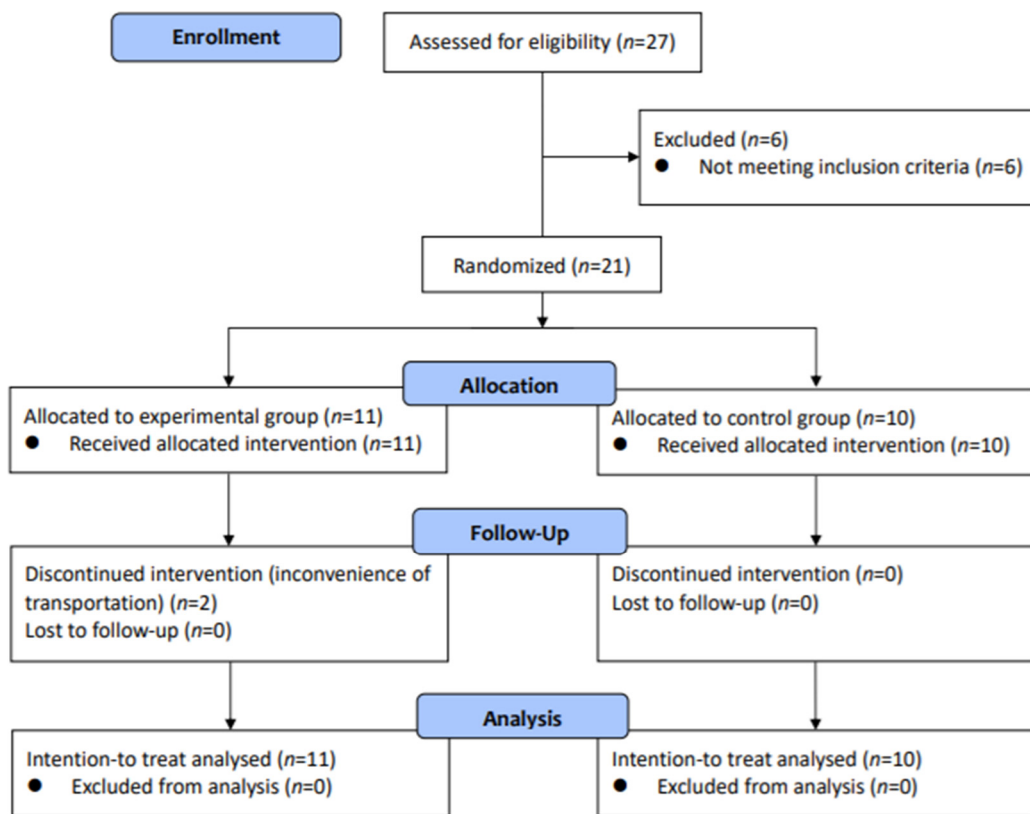 Enrollment
Assessed for eligibility (n=27)
Excluded (n=6)
● Not meeting inclusion criteria (n=6)
Randomized (n=21)
Allocation
Allocated to experimental group (n=11)
● Received allocated intervention (n=11)
Allocated to control group (n=10)
● Received allocated intervention (n=10)
Follow-Up
Discontinued intervention (inconvenience of
transportation) (n=2)
Lost to follow-up (n=0)
Discontinued intervention (n=0)
Lost to follow-up (n=0)
Analysis
Intention-to treat analysed (n=11)
● Excluded from analysis (n=0)
Intention-to treat analysed (n=10)
● Excluded from analysis (n=0)